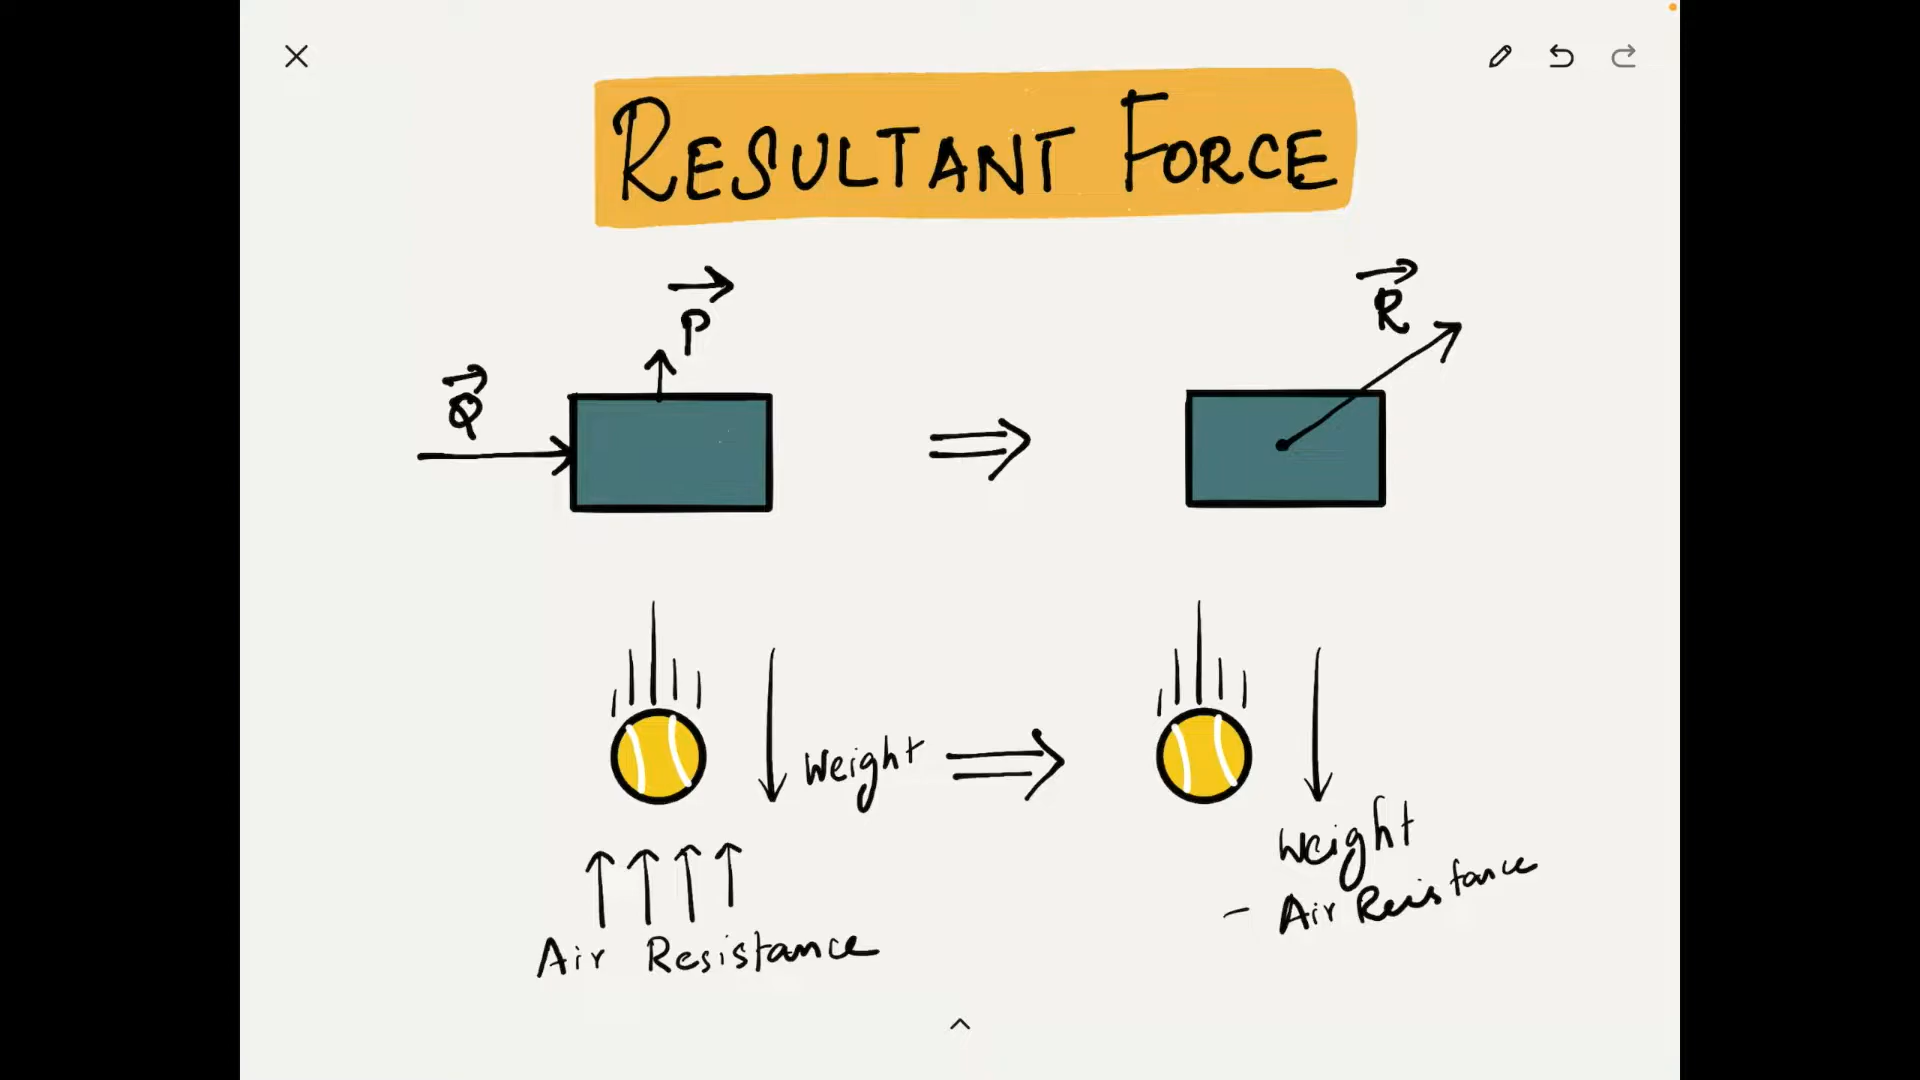 RESULTANT FORCE
P
Q
R
Weight
Air Resistance
Weight
- Air Resistance